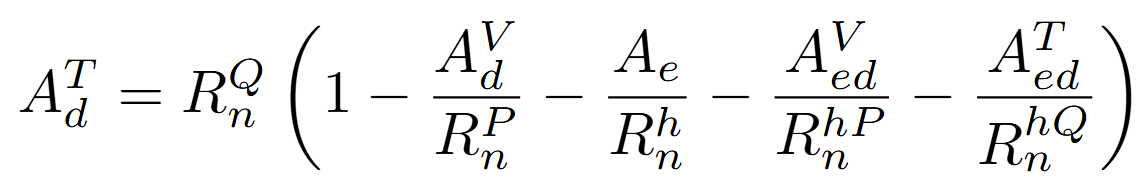 A_d^T = R_n^Q \left( 1 - \frac{A_d^V}{R_n^P} - \frac{A_e}{R_n^h} - \frac{A_{ed}^V}{R_n^{hP}} - \frac{A_{ed}^T}{R_n^{hQ}} \right)